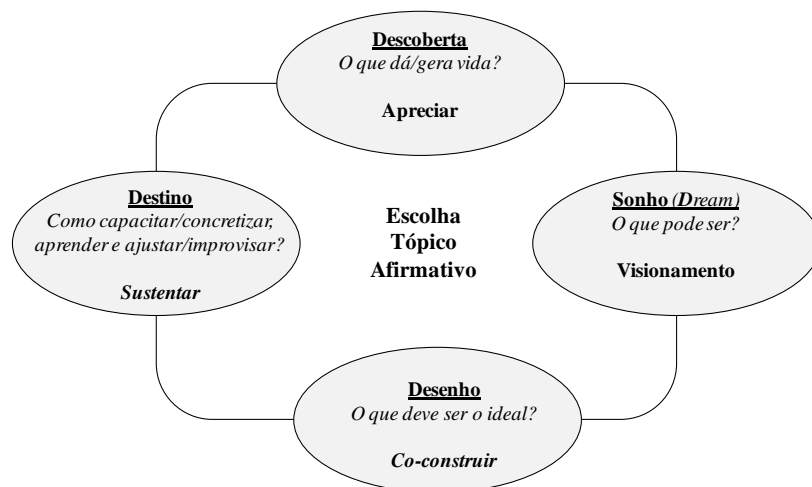 Descoberta
O que dá/gera vida?
Apreciar
Destino
Como capacitar/concretizar,
aprender e ajustar/improvisar?
Sustentar
Escolha
Tópico
Afirmativo
Sonho (Dream)
O que pode ser?
Visionamento
Desenho
O que deve ser o ideal?
Co-construir